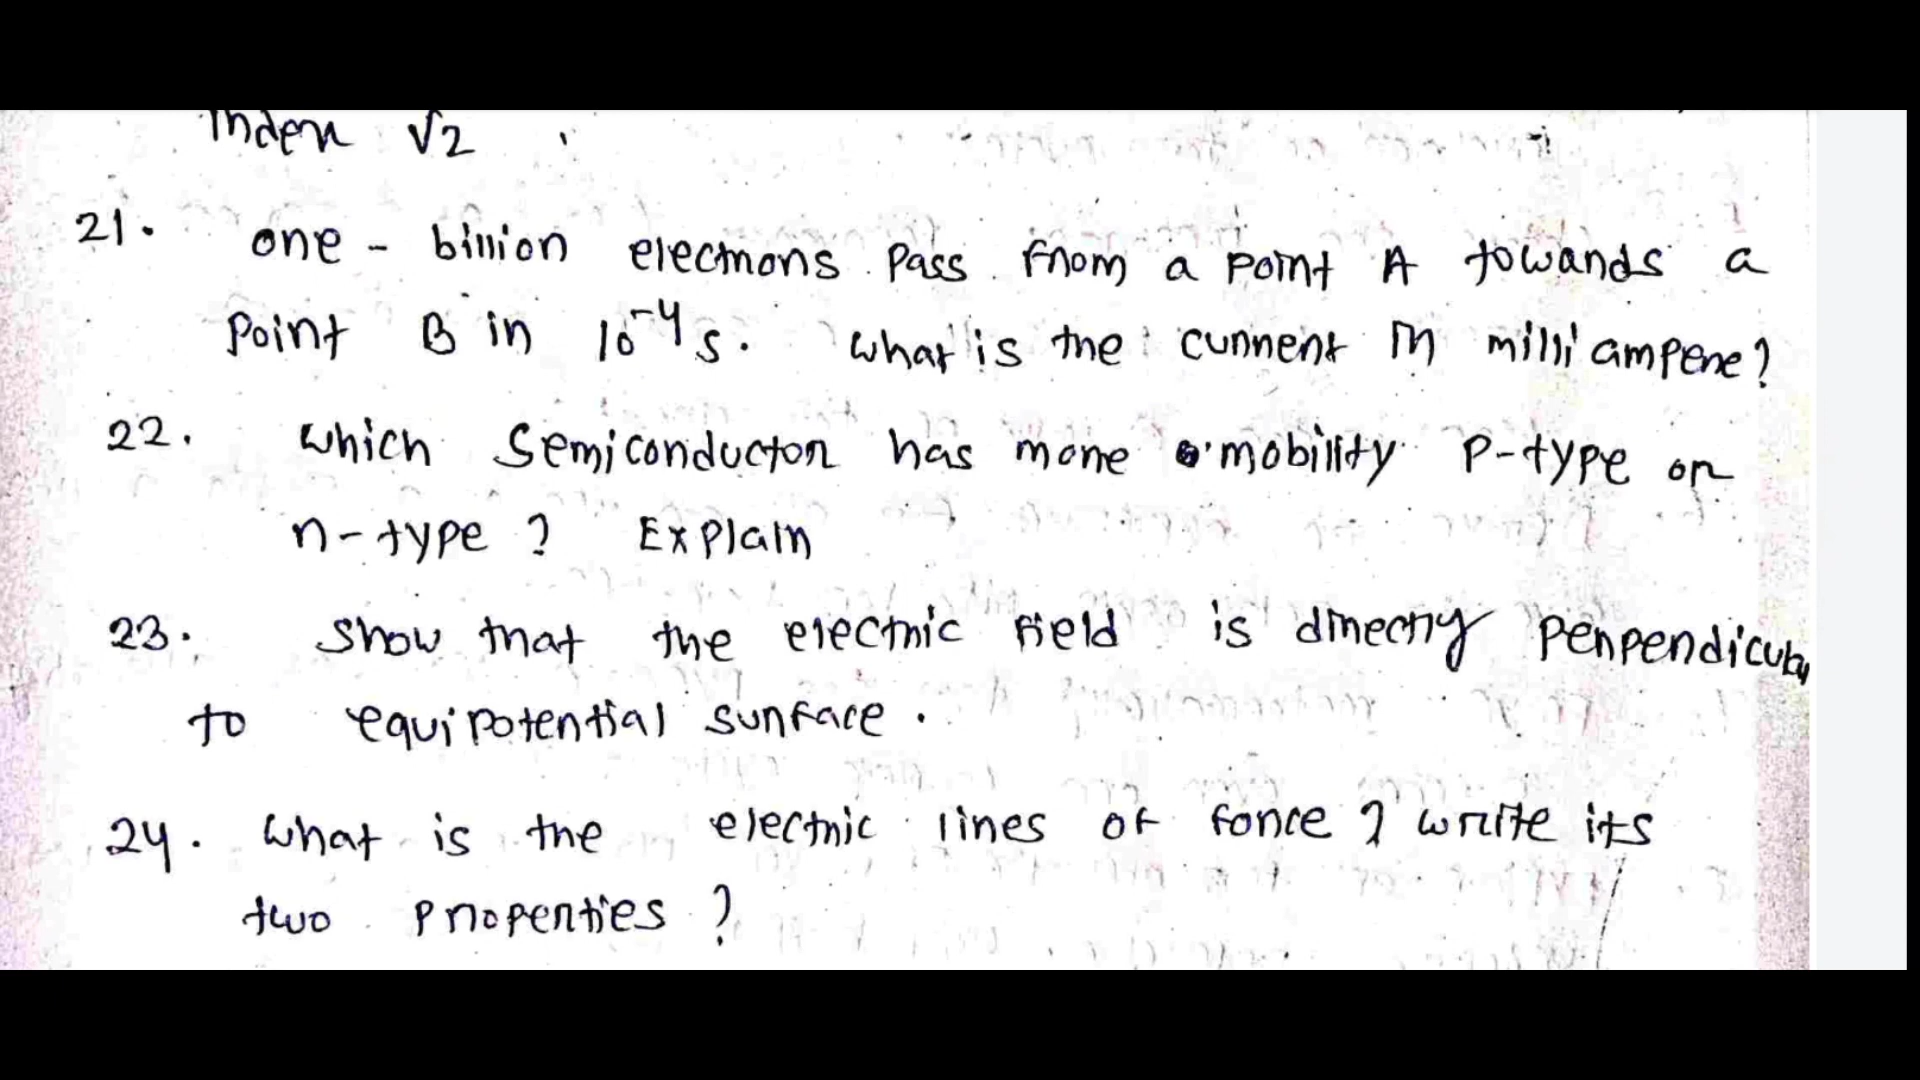 Index √2
21. one - billion electrons pass from a point A towards a
point B in 10⁻⁴s. What is the current in milli ampere?
22. Which Semiconductor has more mobility P-type or
n-type ? Explain
23. Show that the electric field is directly perpendicular
to equipotential surface.
24. What is the electric lines of force ? write its
two properties ?